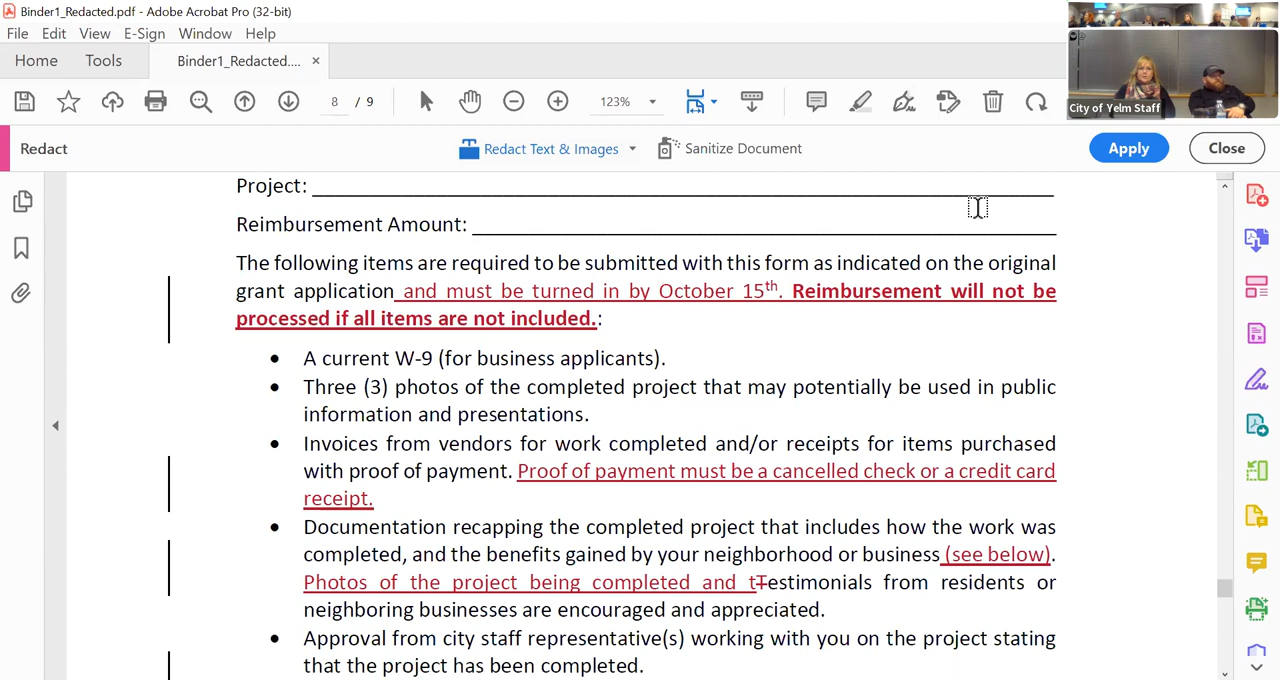 Binder1_Redacted.pdf - Adobe Acrobat Pro (32-bit)
File Edit View E-Sign Window Help
Home Tools Binder1_Redacted.... ×
8 / 9 123%
City of Yelm Staff
Redact Redact Text & Images Sanitize Document Apply Close
Project:
Reimbursement Amount:
The following items are required to be submitted with this form as indicated on the original
grant application and must be turned in by October 15th. Reimbursement will not be
processed if all items are not included.:
• A current W-9 (for business applicants).
• Three (3) photos of the completed project that may potentially be used in public
information and presentations.
• Invoices from vendors for work completed and/or receipts for items purchased
with proof of payment. Proof of payment must be a cancelled check or a credit card
receipt.
• Documentation recapping the completed project that includes how the work was
completed, and the benefits gained by your neighborhood or business (see below).
Photos of the project being completed and tTestimonials from residents or
neighboring businesses are encouraged and appreciated.
• Approval from city staff representative(s) working with you on the project stating
that the project has been completed.